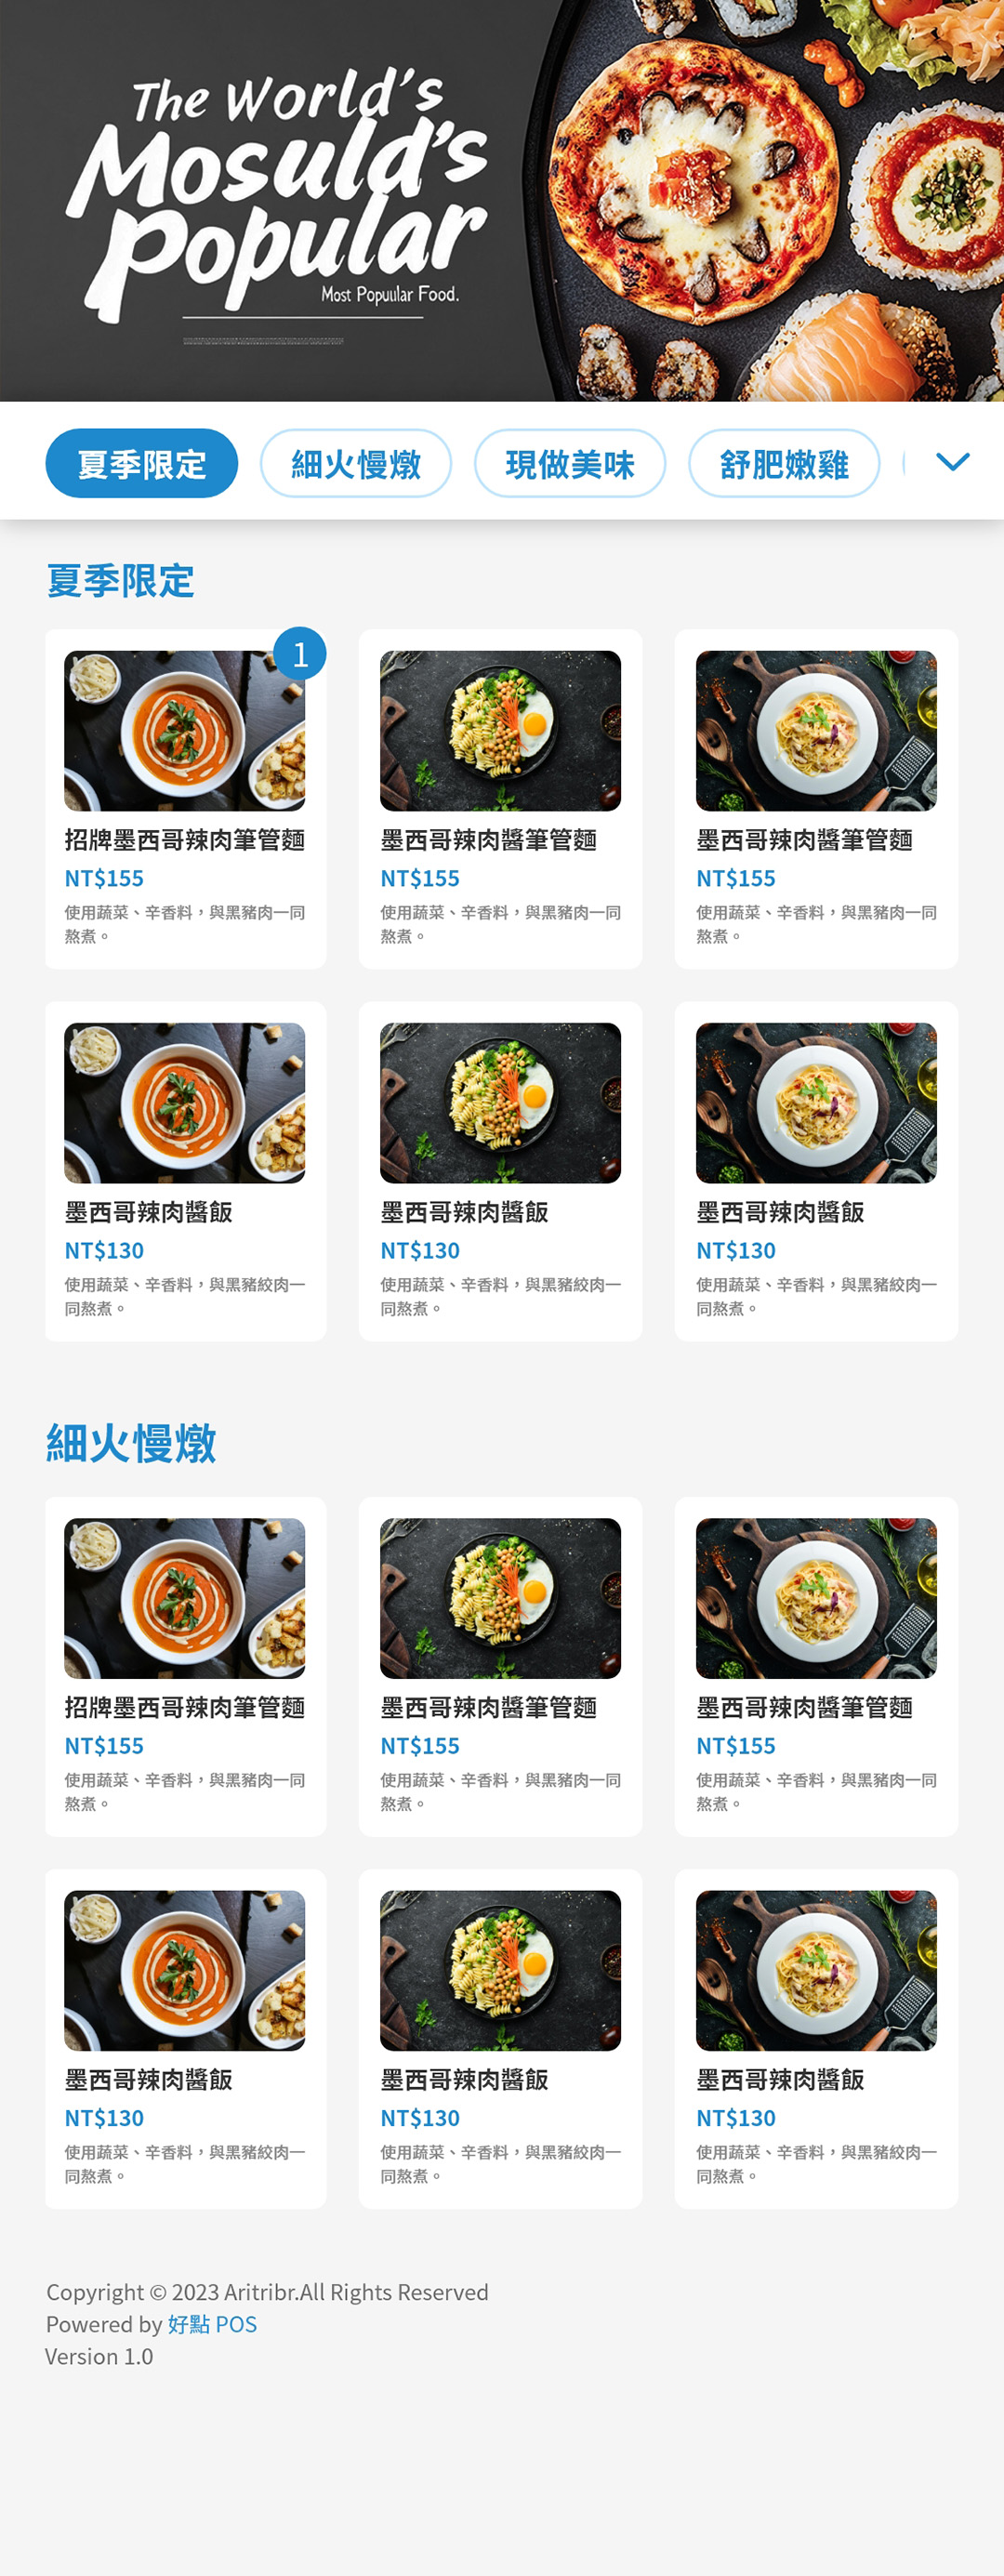 The World's
Mosuld's
Popular
Most Popuular Food.
夏季限定
細火慢燉
現做美味
舒肥嫩雞
夏季限定
1
招牌墨西哥辣肉筆管麵
NT$155
使用蔬菜、辛香料，與黑豬肉一同
熬煮。
墨西哥辣肉醬筆管麵
NT$155
使用蔬菜、辛香料，與黑豬肉一同
熬煮。
墨西哥辣肉醬筆管麵
NT$155
使用蔬菜、辛香料，與黑豬肉一同
熬煮。
墨西哥辣肉醬飯
NT$130
使用蔬菜、辛香料，與黑豬絞肉一
同熬煮。
墨西哥辣肉醬飯
NT$130
使用蔬菜、辛香料，與黑豬絞肉一
同熬煮。
墨西哥辣肉醬飯
NT$130
使用蔬菜、辛香料，與黑豬絞肉一
同熬煮。
細火慢燉
招牌墨西哥辣肉筆管麵
NT$155
使用蔬菜、辛香料，與黑豬肉一同
熬煮。
墨西哥辣肉醬筆管麵
NT$155
使用蔬菜、辛香料，與黑豬肉一同
熬煮。
墨西哥辣肉醬筆管麵
NT$155
使用蔬菜、辛香料，與黑豬肉一同
熬煮。
墨西哥辣肉醬飯
NT$130
使用蔬菜、辛香料，與黑豬絞肉一
同熬煮。
墨西哥辣肉醬飯
NT$130
使用蔬菜、辛香料，與黑豬絞肉一
同熬煮。
墨西哥辣肉醬飯
NT$130
使用蔬菜、辛香料，與黑豬絞肉一
同熬煮。
Copyright © 2023 Aritribr.All Rights Reserved
Powered by 好點 POS
Version 1.0